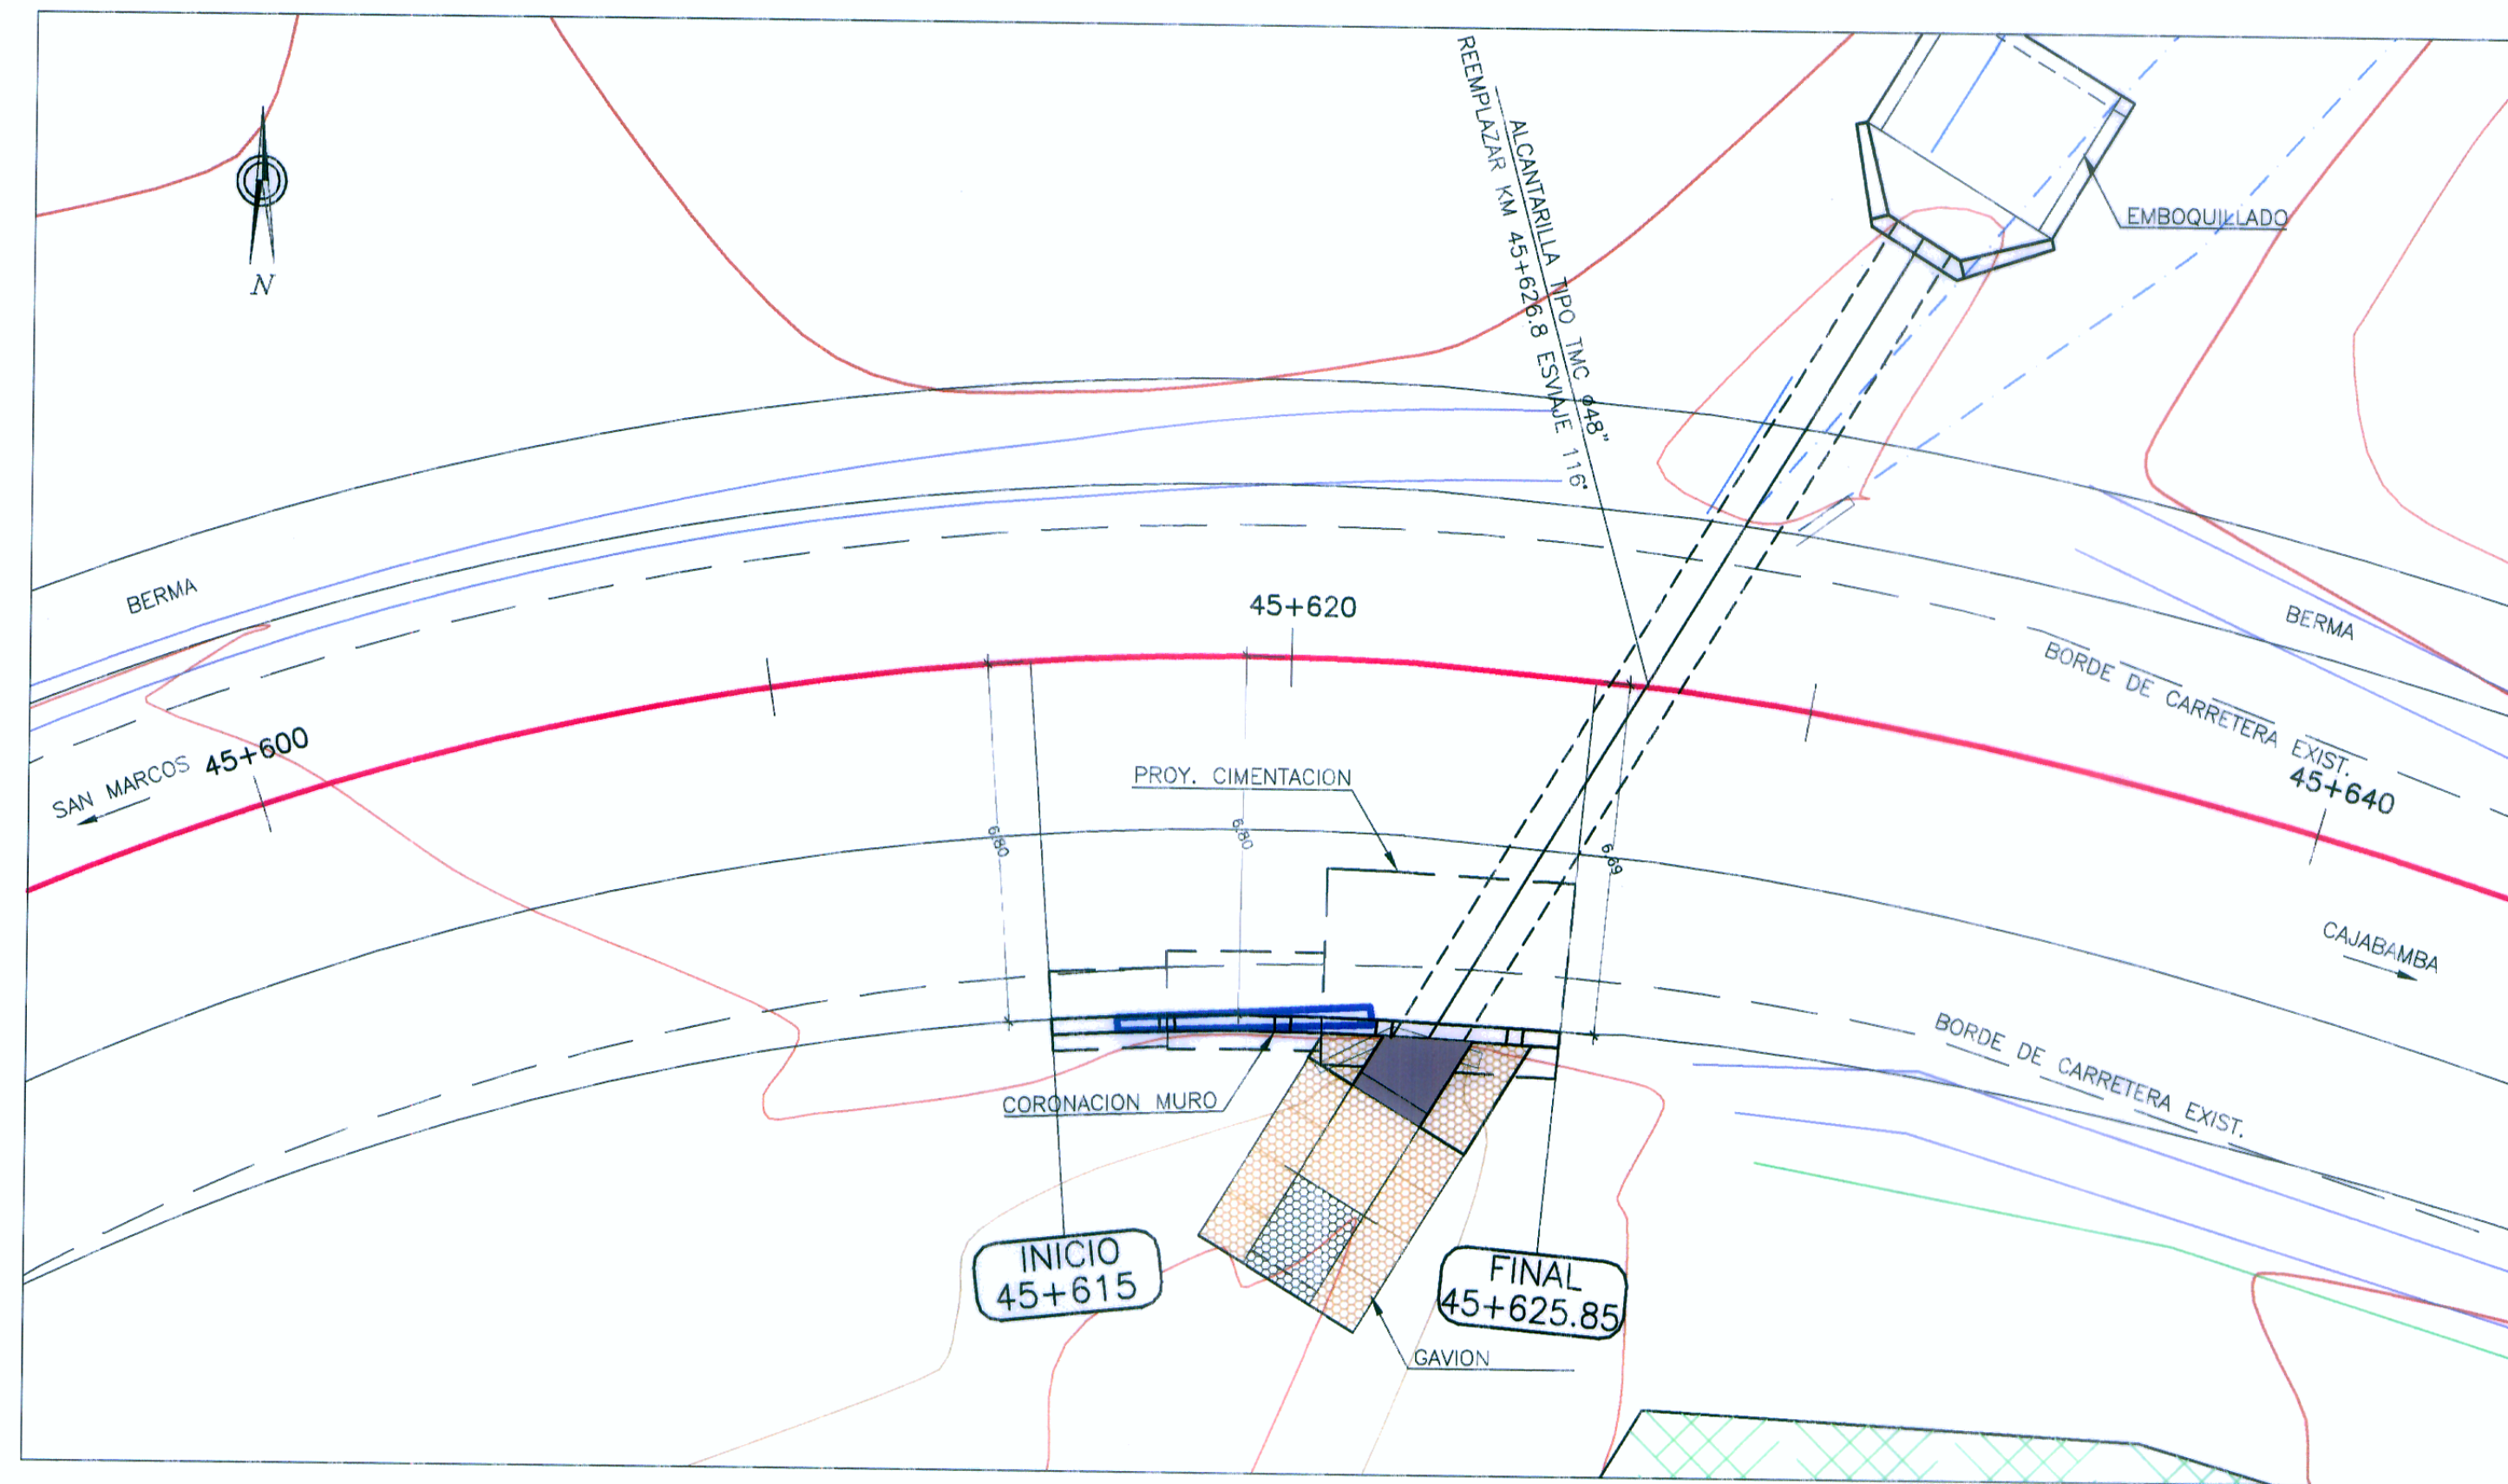 REEMPLAZAR KM 45+626.8 ESVIAJE 116°
ALCANTARILLA TIPO TMC Ø48"
EMBOQUILLADO
N
BERMA
45+620
BERMA
BORDE DE CARRETERA EXIST.
45+640
SAN MARCOS
45+600
PROY. CIMENTACION
6.80
6.80
6.69
CAJABAMBA
BORDE DE CARRETERA EXIST.
CORONACION MURO
INICIO
45+615
FINAL
45+625.85
GAVION